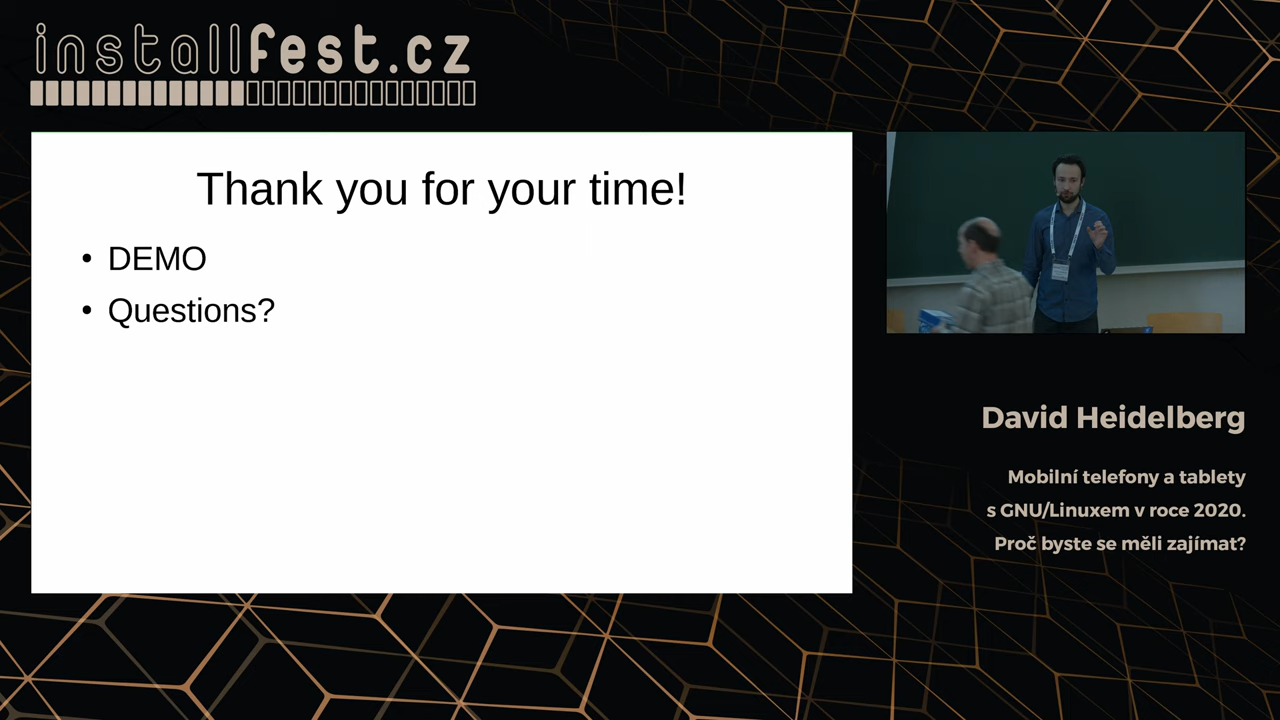 installfest.cz
Thank you for your time!
• DEMO
• Questions?
David Heidelberg
Mobilní telefony a tablety
s GNU/Linuxem v roce 2020.
Proč byste se měli zajímat?